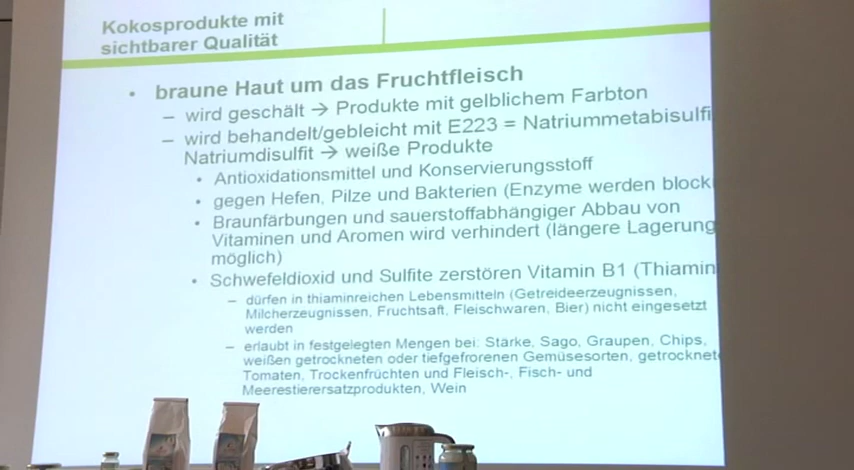 Kokosprodukte mit
sichtbarer Qualität
• braune Haut um das Fruchtfleisch
– wird geschält → Produkte mit gelblichem Farbton
– wird behandelt/gebleicht mit E223 = Natriummetabisulfi
Natriumdisulfit → weiße Produkte
• Antioxidationsmittel und Konservierungsstoff
• gegen Hefen, Pilze und Bakterien (Enzyme werden block
• Braunfärbungen und sauerstoffabhängiger Abbau von
Vitaminen und Aromen wird verhindert (längere Lagerung
möglich)
• Schwefeldioxid und Sulfite zerstören Vitamin B1 (Thiamin
– dürfen in thiaminreichen Lebensmitteln (Getreideerzeugnissen,
Milcherzeugnissen, Fruchtsaft, Fleischwaren, Bier) nicht eingesetzt
werden
– erlaubt in festgelegten Mengen bei: Stärke, Sago, Graupen, Chips,
weißen getrockneten oder tiefgefrorenen Gemüsesorten, getrocknet
Tomaten, Trockenfrüchten und Fleisch-, Fisch- und
Meerestierersatzprodukten, Wein